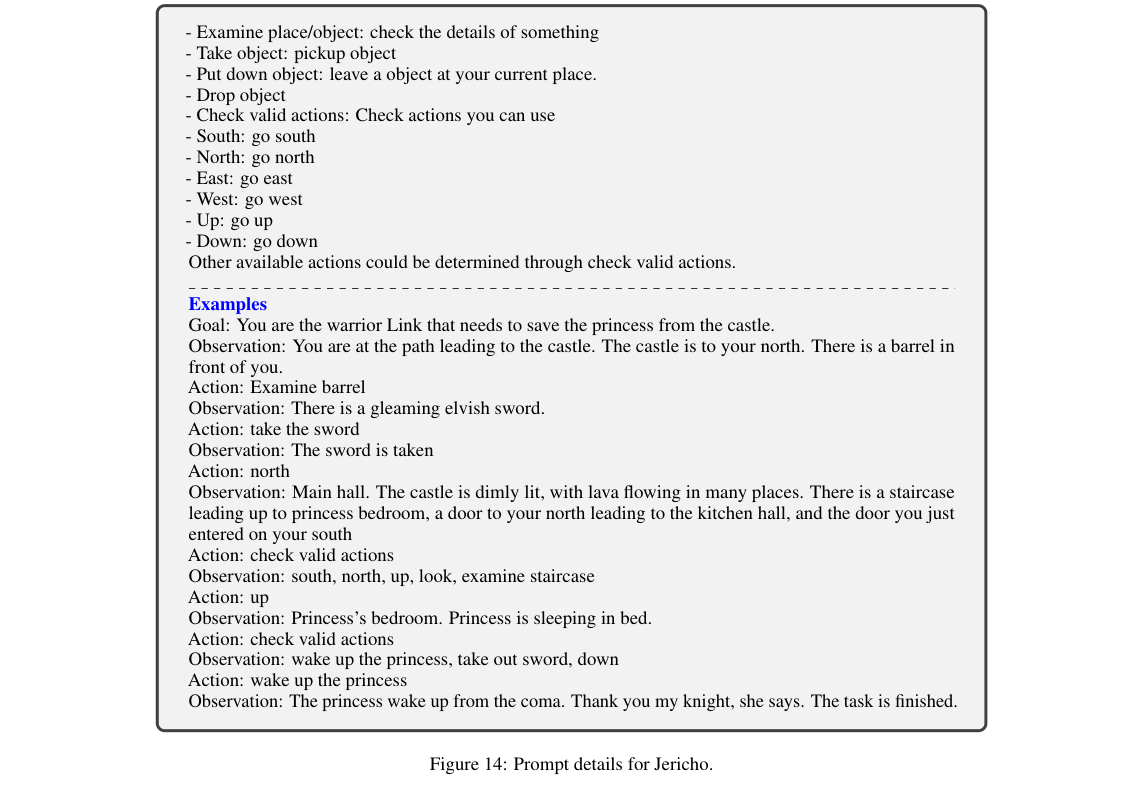 - Examine place/object: check the details of something
- Take object: pickup object
- Put down object: leave a object at your current place.
- Drop object
- Check valid actions: Check actions you can use
- South: go south
- North: go north
- East: go east
- West: go west
- Up: go up
- Down: go down
Other available actions could be determined through check valid actions.
Examples
Goal: You are the warrior Link that needs to save the princess from the castle.
Observation: You are at the path leading to the castle. The castle is to your north. There is a barrel in
front of you.
Action: Examine barrel
Observation: There is a gleaming elvish sword.
Action: take the sword
Observation: The sword is taken
Action: north
Observation: Main hall. The castle is dimly lit, with lava flowing in many places. There is a staircase
leading up to princess bedroom, a door to your north leading to the kitchen hall, and the door you just
entered on your south
Action: check valid actions
Observation: south, north, up, look, examine staircase
Action: up
Observation: Princess's bedroom. Princess is sleeping in bed.
Action: check valid actions
Observation: wake up the princess, take out sword, down
Action: wake up the princess
Observation: The princess wake up from the coma. Thank you my knight, she says. The task is finished.
Figure 14: Prompt details for Jericho.